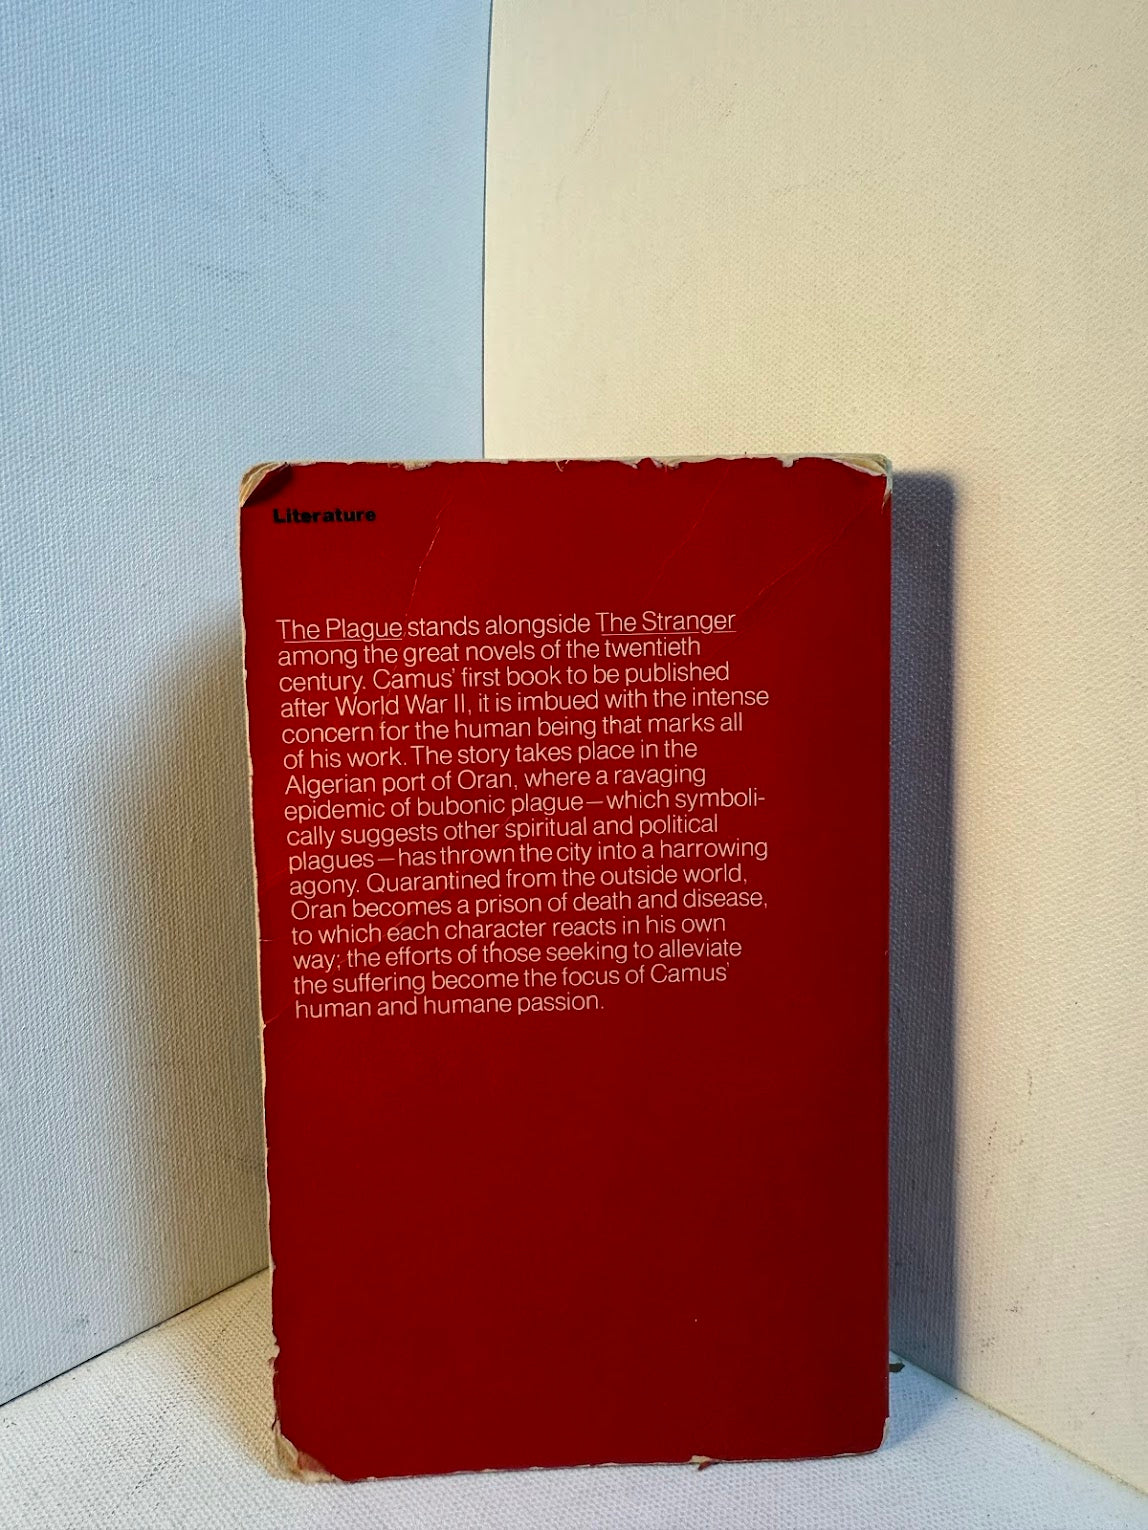 Literature
The Plague stands alongside The Stranger
among the great novels of the twentieth
century. Camus' first book to be published
after World War II, it is imbued with the intense
concern for the human being that marks all
of his work. The story takes place in the
Algerian port of Oran, where a ravaging
epidemic of bubonic plague—which symboli-
cally suggests other spiritual and political
plagues—has thrown the city into a harrowing
agony. Quarantined from the outside world,
Oran becomes a prison of death and disease,
to which each character reacts in his own
way; the efforts of those seeking to alleviate
the suffering become the focus of Camus'
human and humane passion.